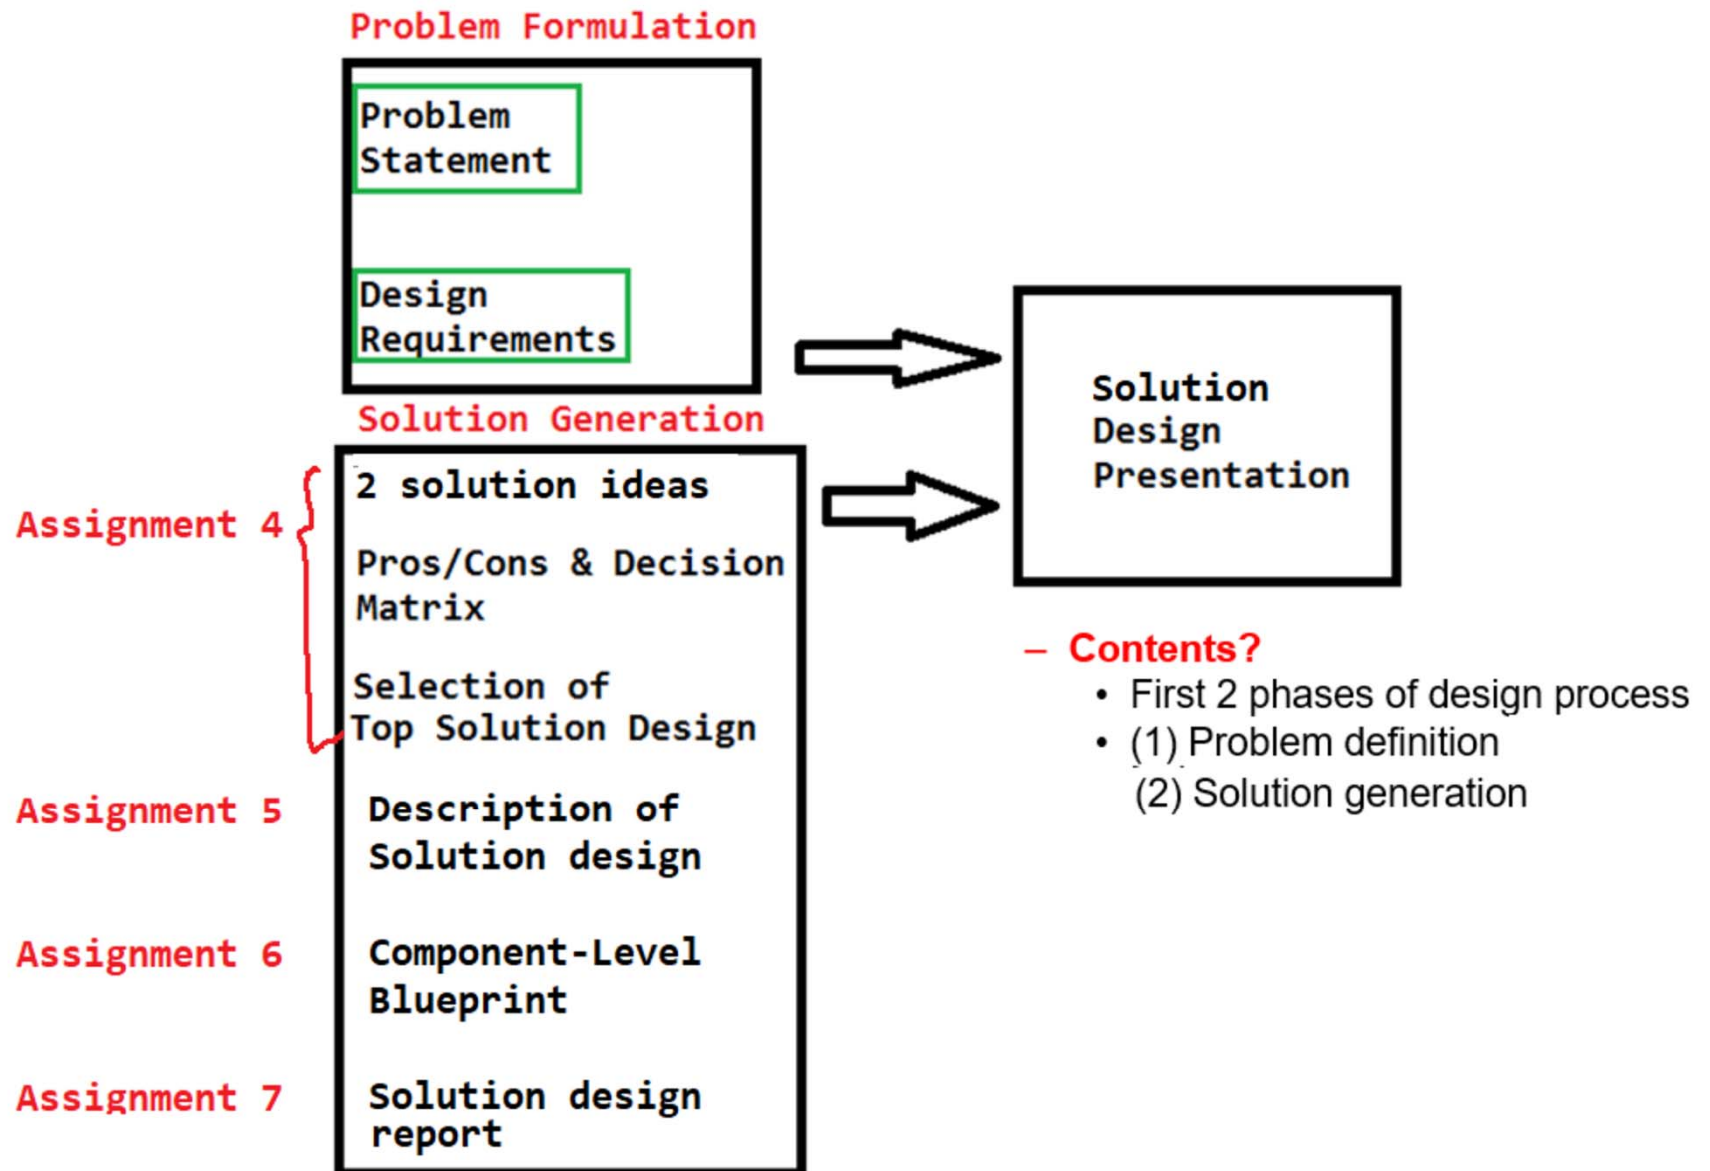 Problem Formulation
Problem
Statement
Design
Requirements
Solution Generation
Assignment 4
2 solution ideas
Pros/Cons & Decision
Matrix
Selection of
Top Solution Design
Assignment 5
Description of
Solution design
Assignment 6
Component-Level
Blueprint
Assignment 7
Solution design
report
Solution
Design
Presentation
– Contents?
• First 2 phases of design process
• (1) Problem definition
(2) Solution generation